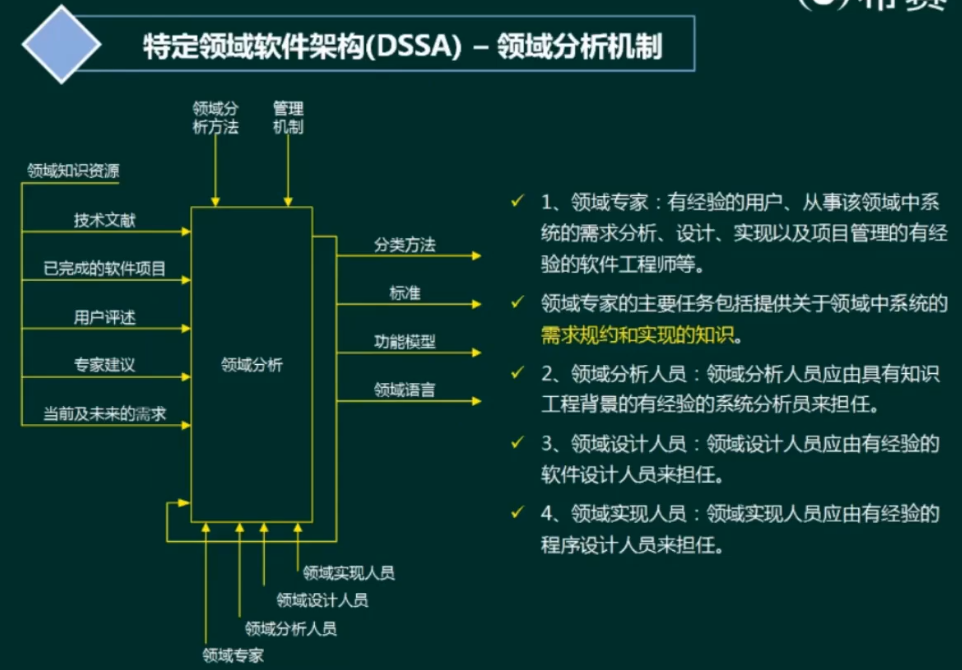 特定领域软件架构(DSSA) – 领域分析机制
领域分
析方法
管理
机制
领域知识资源
技术文献
已完成的软件项目
用户评述
专家建议
当前及未来的需求
领域分析
分类方法
标准
功能模型
领域语言
领域实现人员
领域设计人员
领域分析人员
领域专家
1、领域专家：有经验的用户、从事该领域中系
统的需求分析、设计、实现以及项目管理的有经
验的软件工程师等。
领域专家的主要任务包括提供关于领域中系统的
需求规约和实现的知识。
2、领域分析人员：领域分析人员应由具有知识
工程背景的有经验的系统分析员来担任。
3、领域设计人员：领域设计人员应由有经验的
软件设计人员来担任。
4、领域实现人员：领域实现人员应由有经验的
程序设计人员来担任。